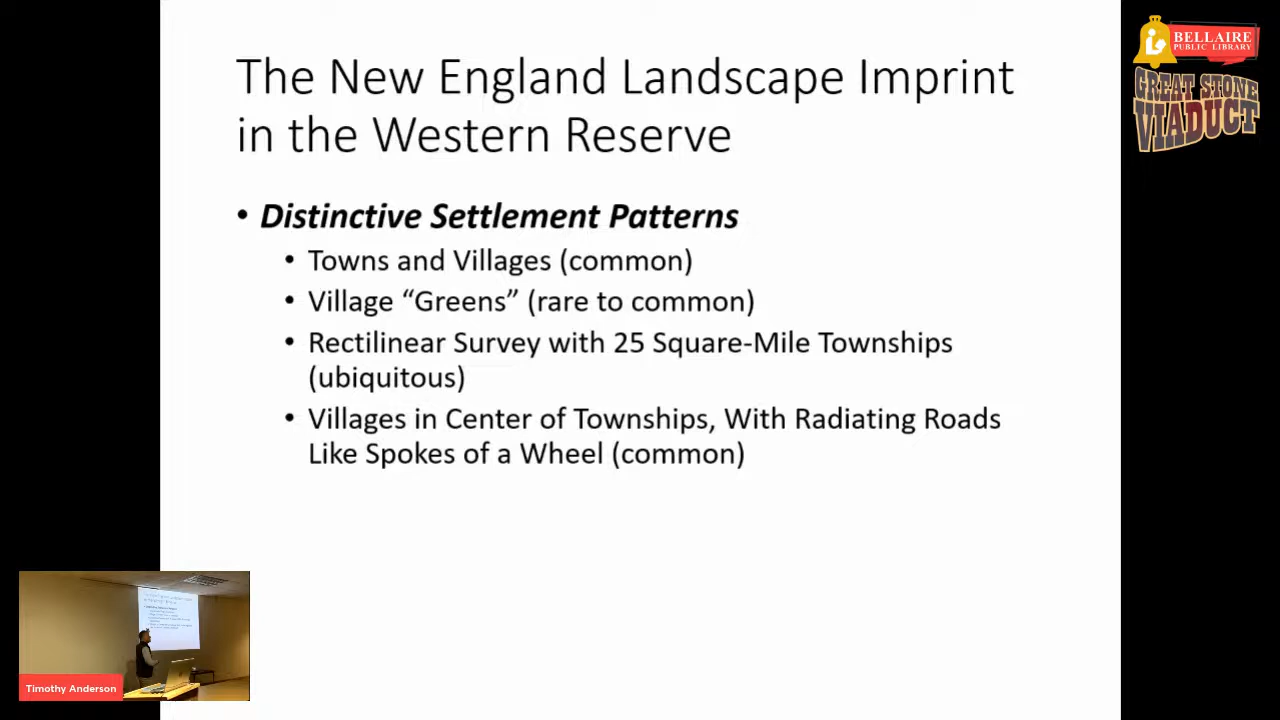 The New England Landscape Imprint
in the Western Reserve
• Distinctive Settlement Patterns
• Towns and Villages (common)
• Village “Greens” (rare to common)
• Rectilinear Survey with 25 Square-Mile Townships
(ubiquitous)
• Villages in Center of Townships, With Radiating Roads
Like Spokes of a Wheel (common)
BELLAIRE
PUBLIC LIBRARY
GREAT STONE
VIADUCT
Timothy Anderson